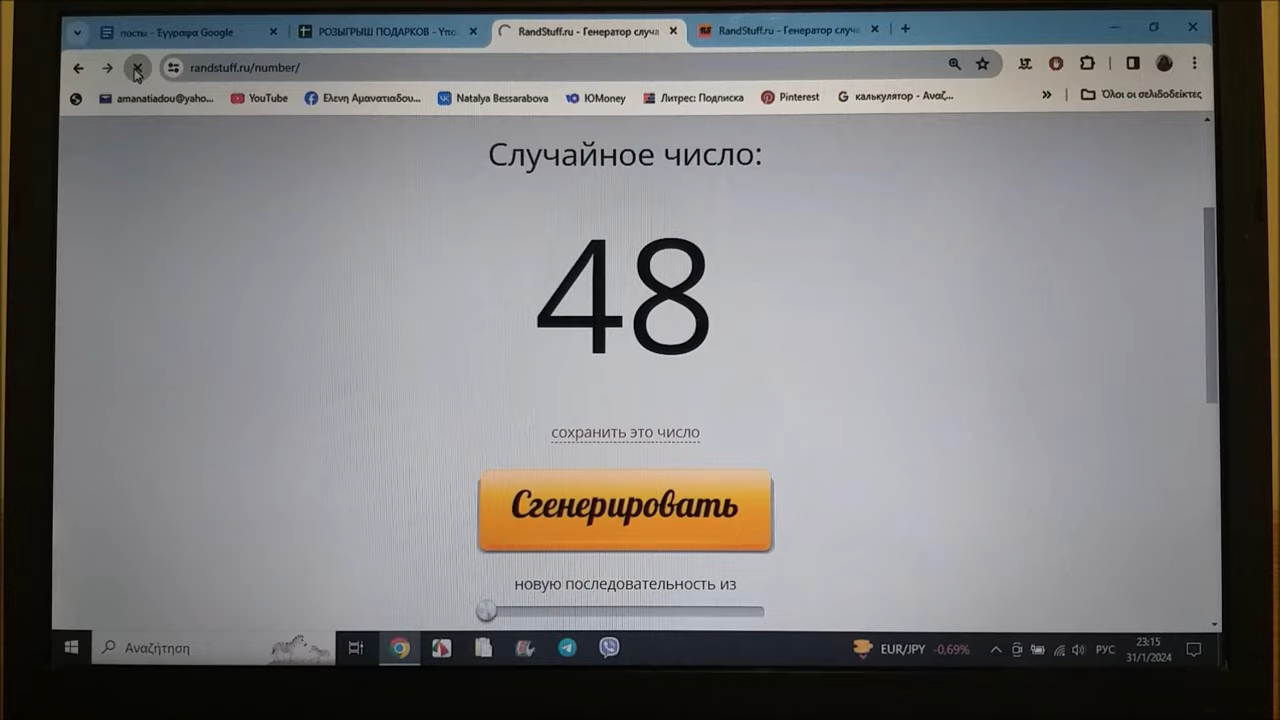 посты - Έγγραφα Google
РОЗЫГРЫШ ПОДАРКОВ - Υπο
RandStuff.ru - Генератор случа
RandStuff.ru - Генератор случа
randstuff.ru/number/
amanatiadou@yaho...
YouTube
Ελενη Αμανατιαδου...
Natalya Bessarabova
ЮMoney
Литрес: Подписка
Pinterest
калькулятор - Αναζ...
Όλοι οι σελιδοδείκτες
Случайное число:
48
сохранить это число
Сгенерировать
новую последовательность из
Αναζήτηση
EUR/JPY -0,69%
РУС
23:15
31/1/2024